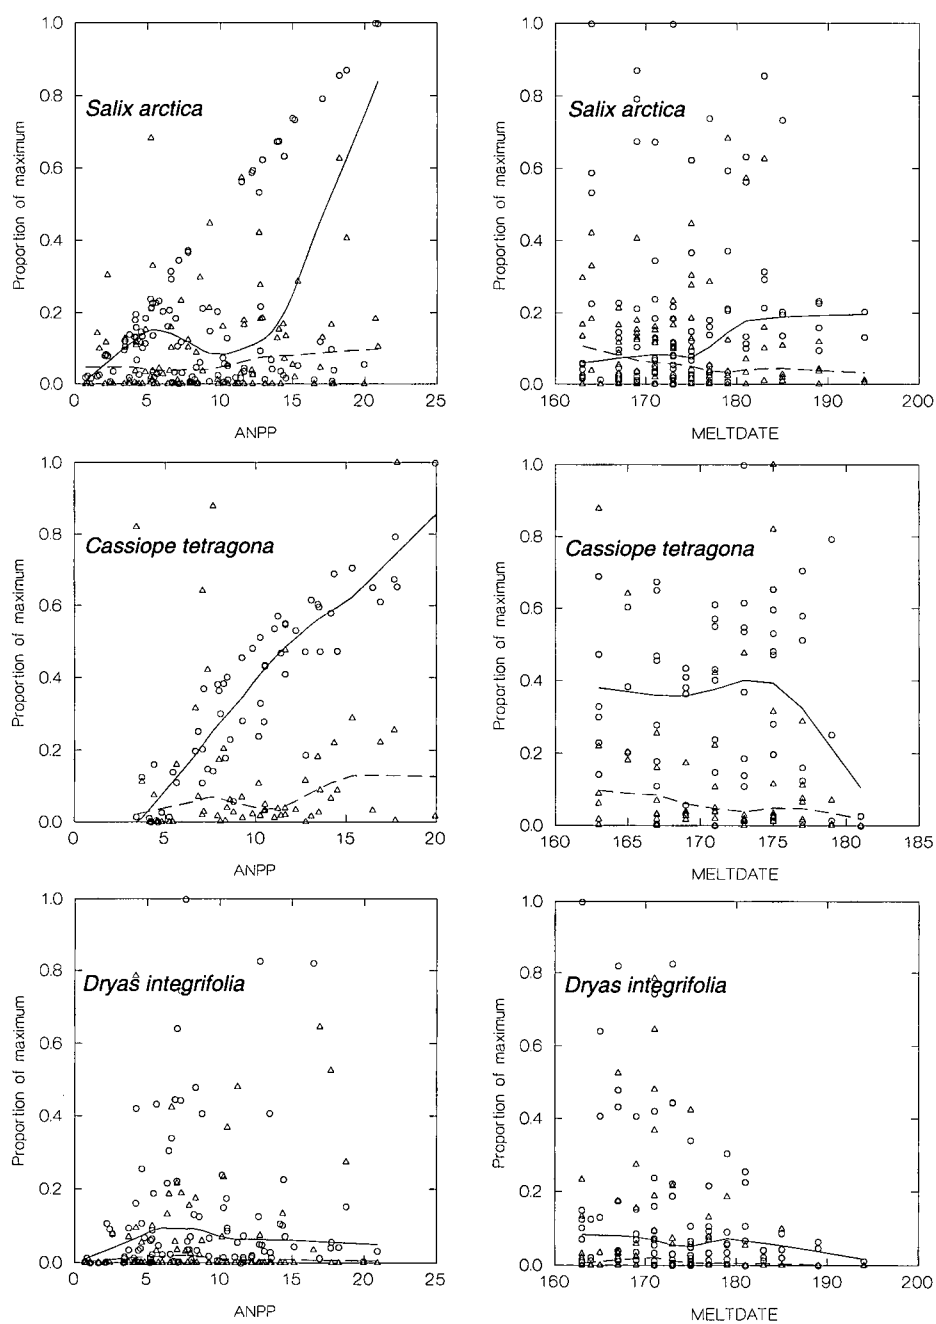 Proportion of maximum
1.0
0.8
0.6
0.4
0.2
0.0
Salix arctica
0 5 10 15 20 25
ANPP
Proportion of maximum
1.0
0.8
0.6
0.4
0.2
0.0
Salix arctica
160 170 180 190 200
MELTDATE
Proportion of maximum
1.0
0.8
0.6
0.4
0.2
0.0
Cassiope tetragona
0 5 10 15 20
ANPP
Proportion of maximum
1.0
0.8
0.6
0.4
0.2
0.0
Cassiope tetragona
160 165 170 175 180 185
MELTDATE
Proportion of maximum
1.0
0.8
0.6
0.4
0.2
0.0
Dryas integrifolia
0 5 10 15 20 25
ANPP
Proportion of maximum
1.0
0.8
0.6
0.4
0.2
0.0
Dryas integrifolia
160 170 180 190 200
MELTDATE